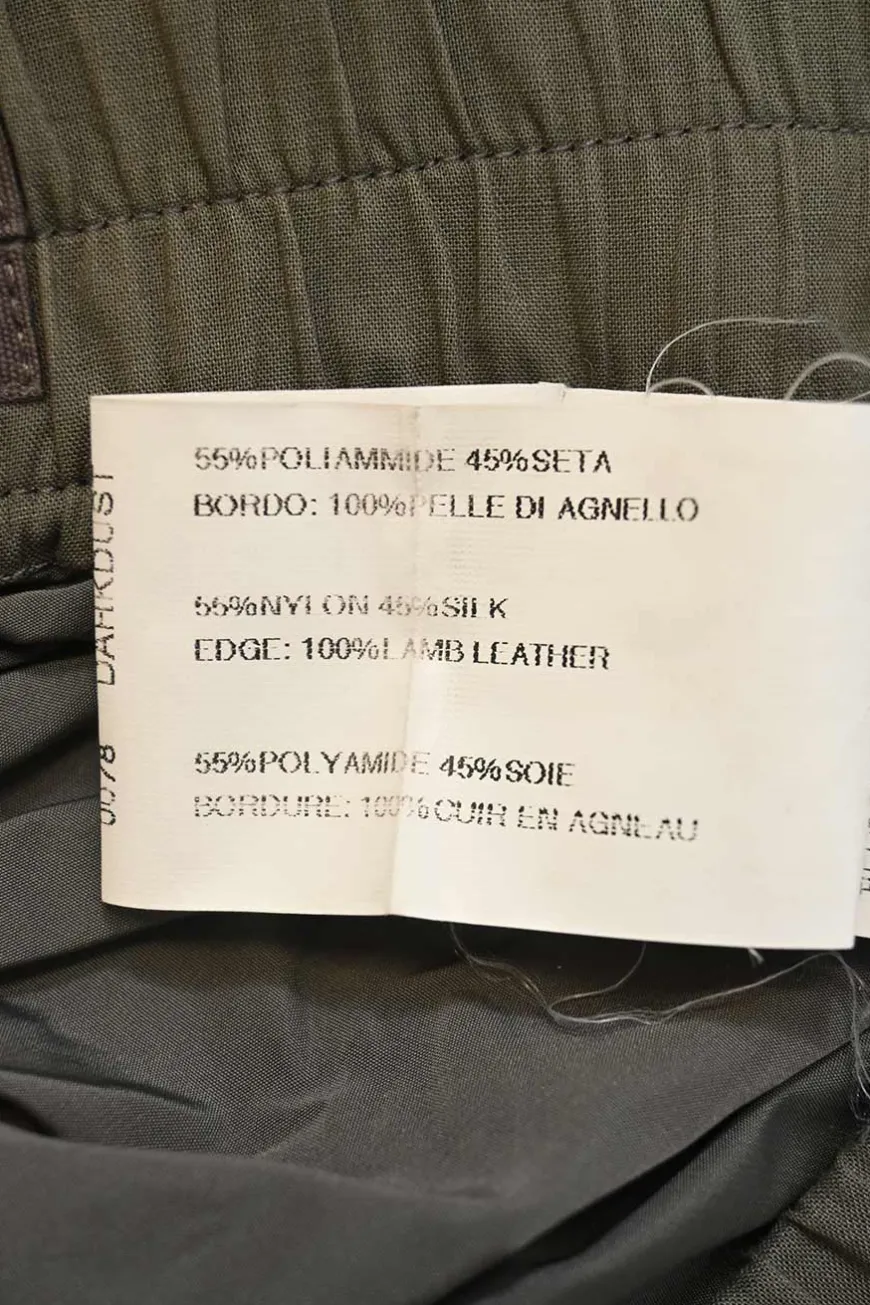 55%POLIAMMIDE 45%SETA
BORDO: 100%PELLE DI AGNELLO
55%NYLON 45%SILK
EDGE: 100%LAMB LEATHER
55%POLYAMIDE 45%SOIE
BORDURE: 100%CUIR EN AGNEAU
0078 DARKDUST